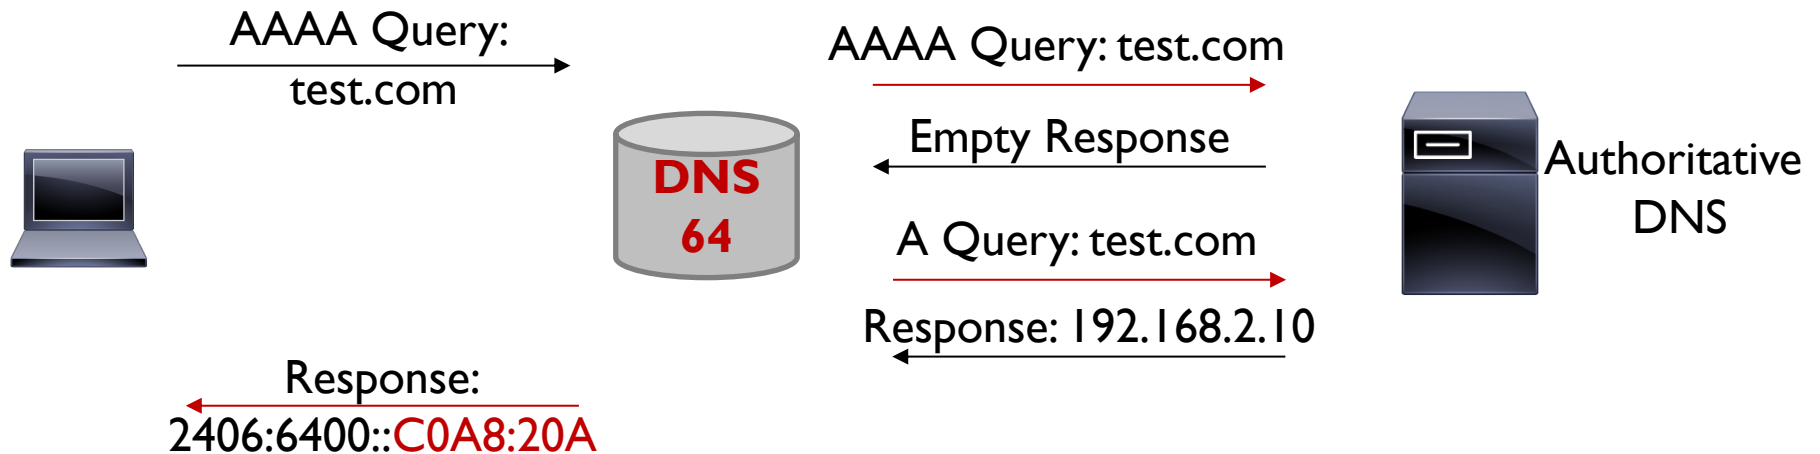 AAAA Query:
test.com
AAAA Query: test.com
Empty Response
DNS
64
Authoritative
DNS
A Query: test.com
Response: 192.168.2.10
Response:
2406:6400::C0A8:20A